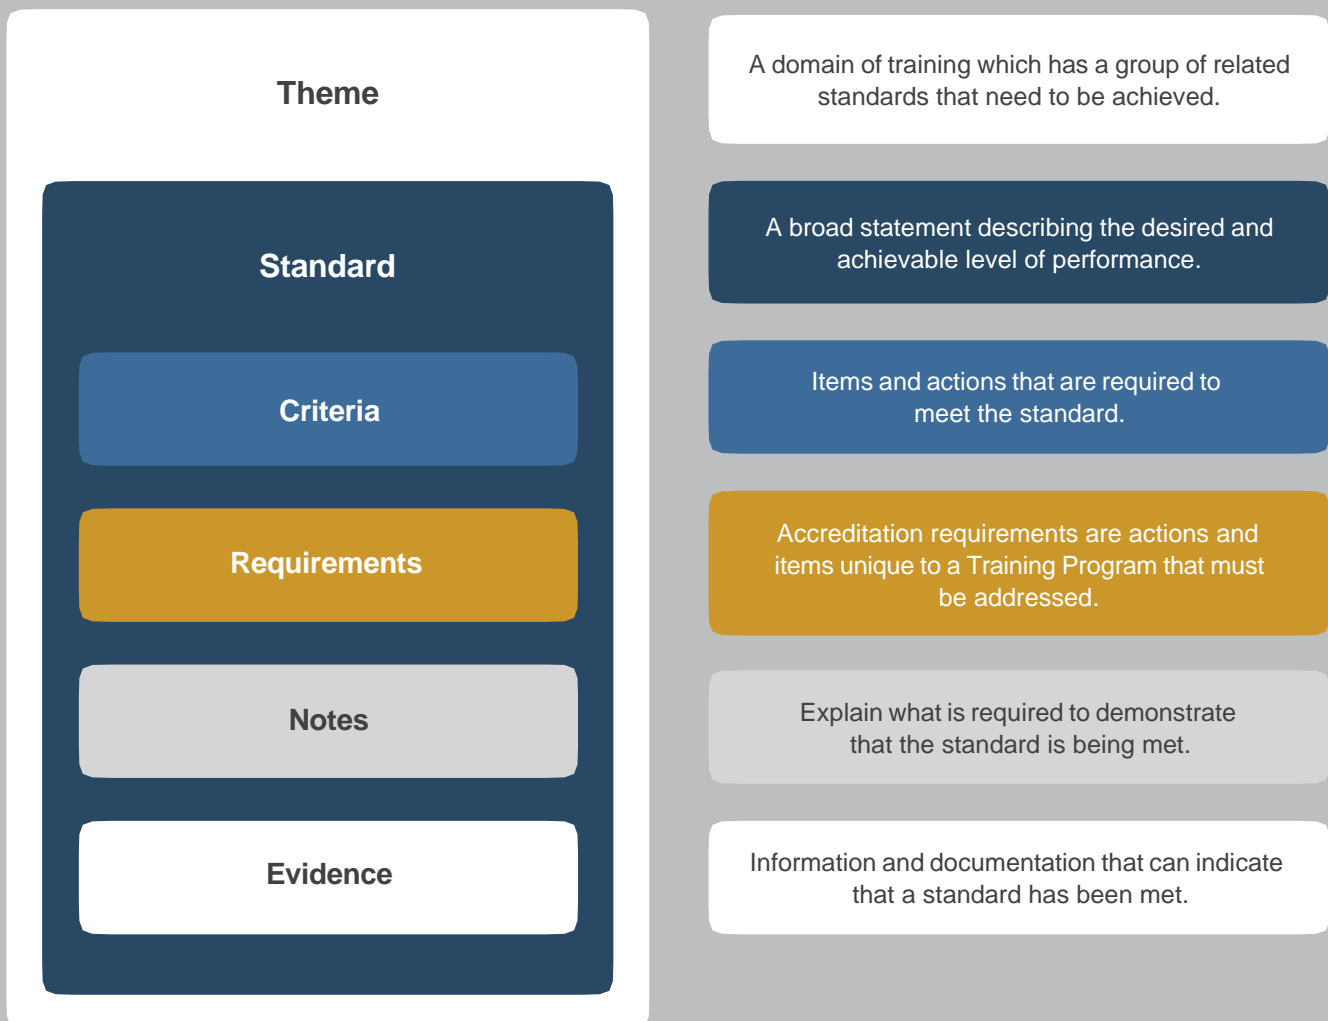 Theme
A domain of training which has a group of related
standards that need to be achieved.
Standard
A broad statement describing the desired and
achievable level of performance.
Criteria
Items and actions that are required to
meet the standard.
Requirements
Accreditation requirements are actions and
items unique to a Training Program that must
be addressed.
Notes
Explain what is required to demonstrate
that the standard is being met.
Evidence
Information and documentation that can indicate
that a standard has been met.